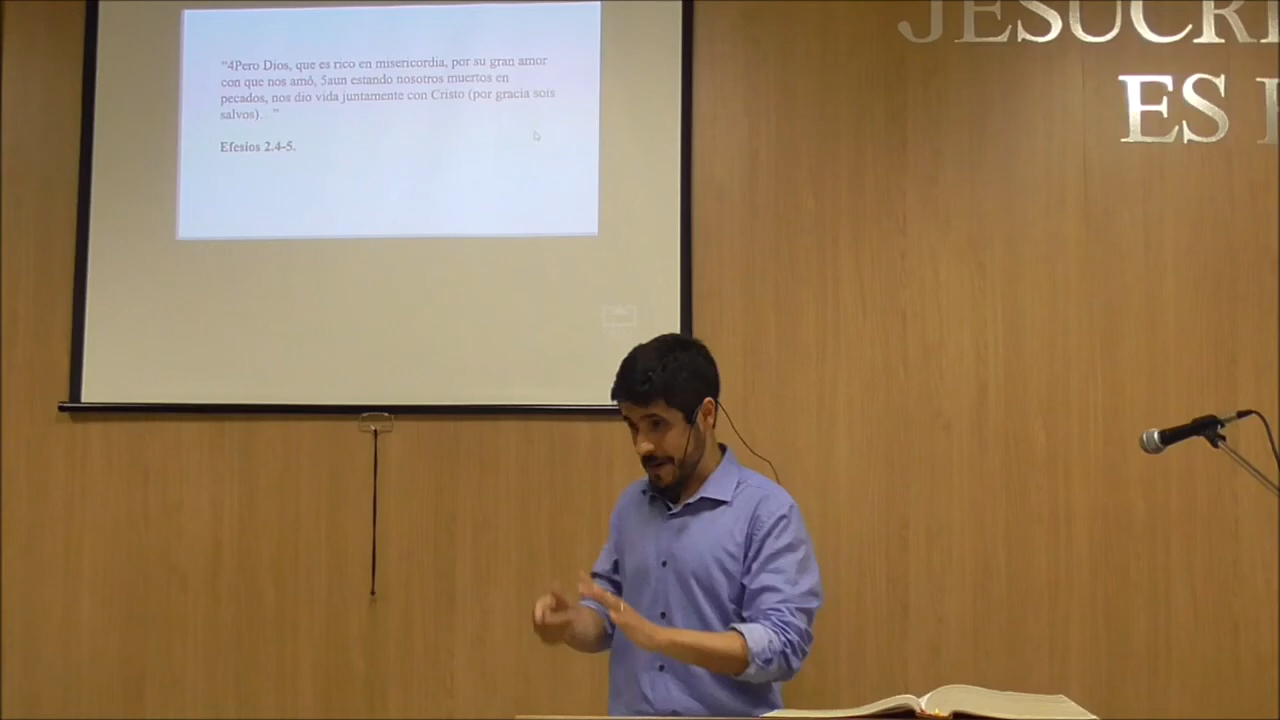 "4Pero Dios, que es rico en misericordia, por su gran amor
con que nos amó, 5aun estando nosotros muertos en
pecados, nos dio vida juntamente con Cristo (por gracia sois
salvos)..."
Efesios 2.4-5.
JESUCRI
ES